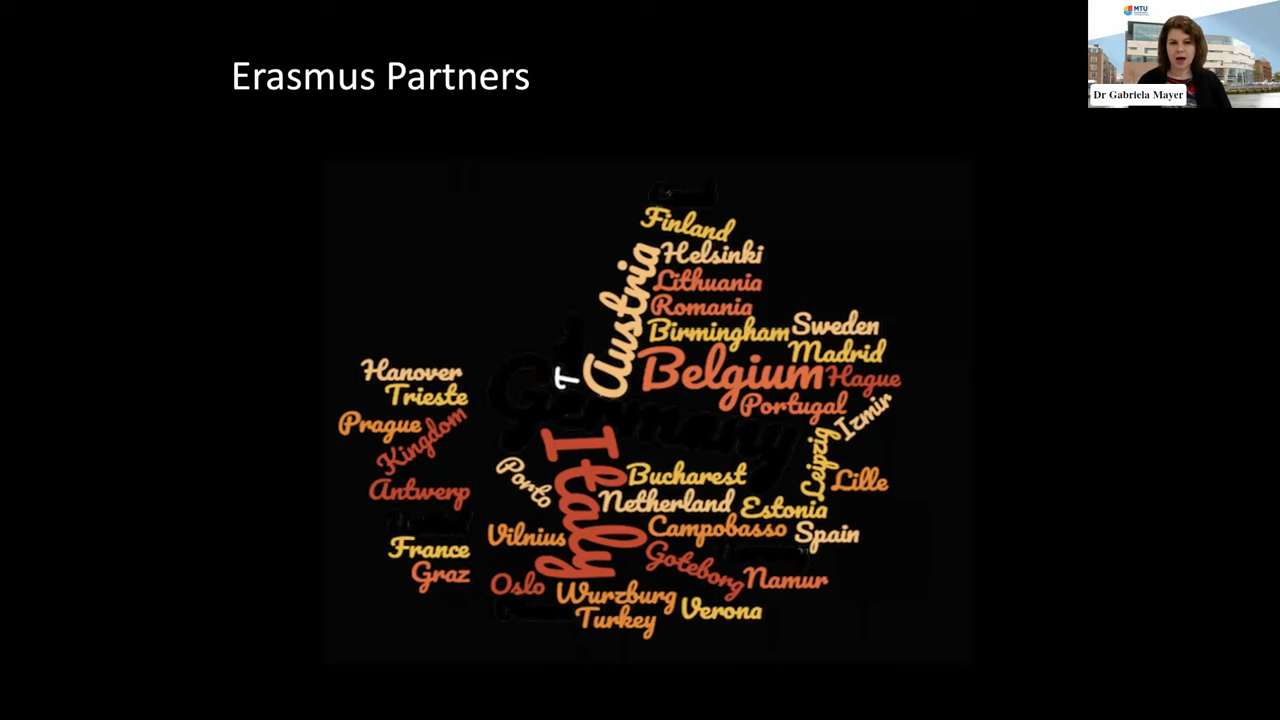 MTU
Dr Gabriela Mayer
Erasmus Partners
Finland
Helsinki
Austria
Lithuania
Romania
Birmingham
Sweden
Madrid
Hanover
Trieste
T
Belgium
Hague
Portugal
Izmir
Prague
Kingdom
Germany
Italy
Leipzig
Porto
Bucharest
Lille
Antwerp
Netherland
Estonia
Vilnius
Campobasso
Spain
France
Graz
Goteborg
Namur
Oslo
Wurzburg
Verona
Turkey